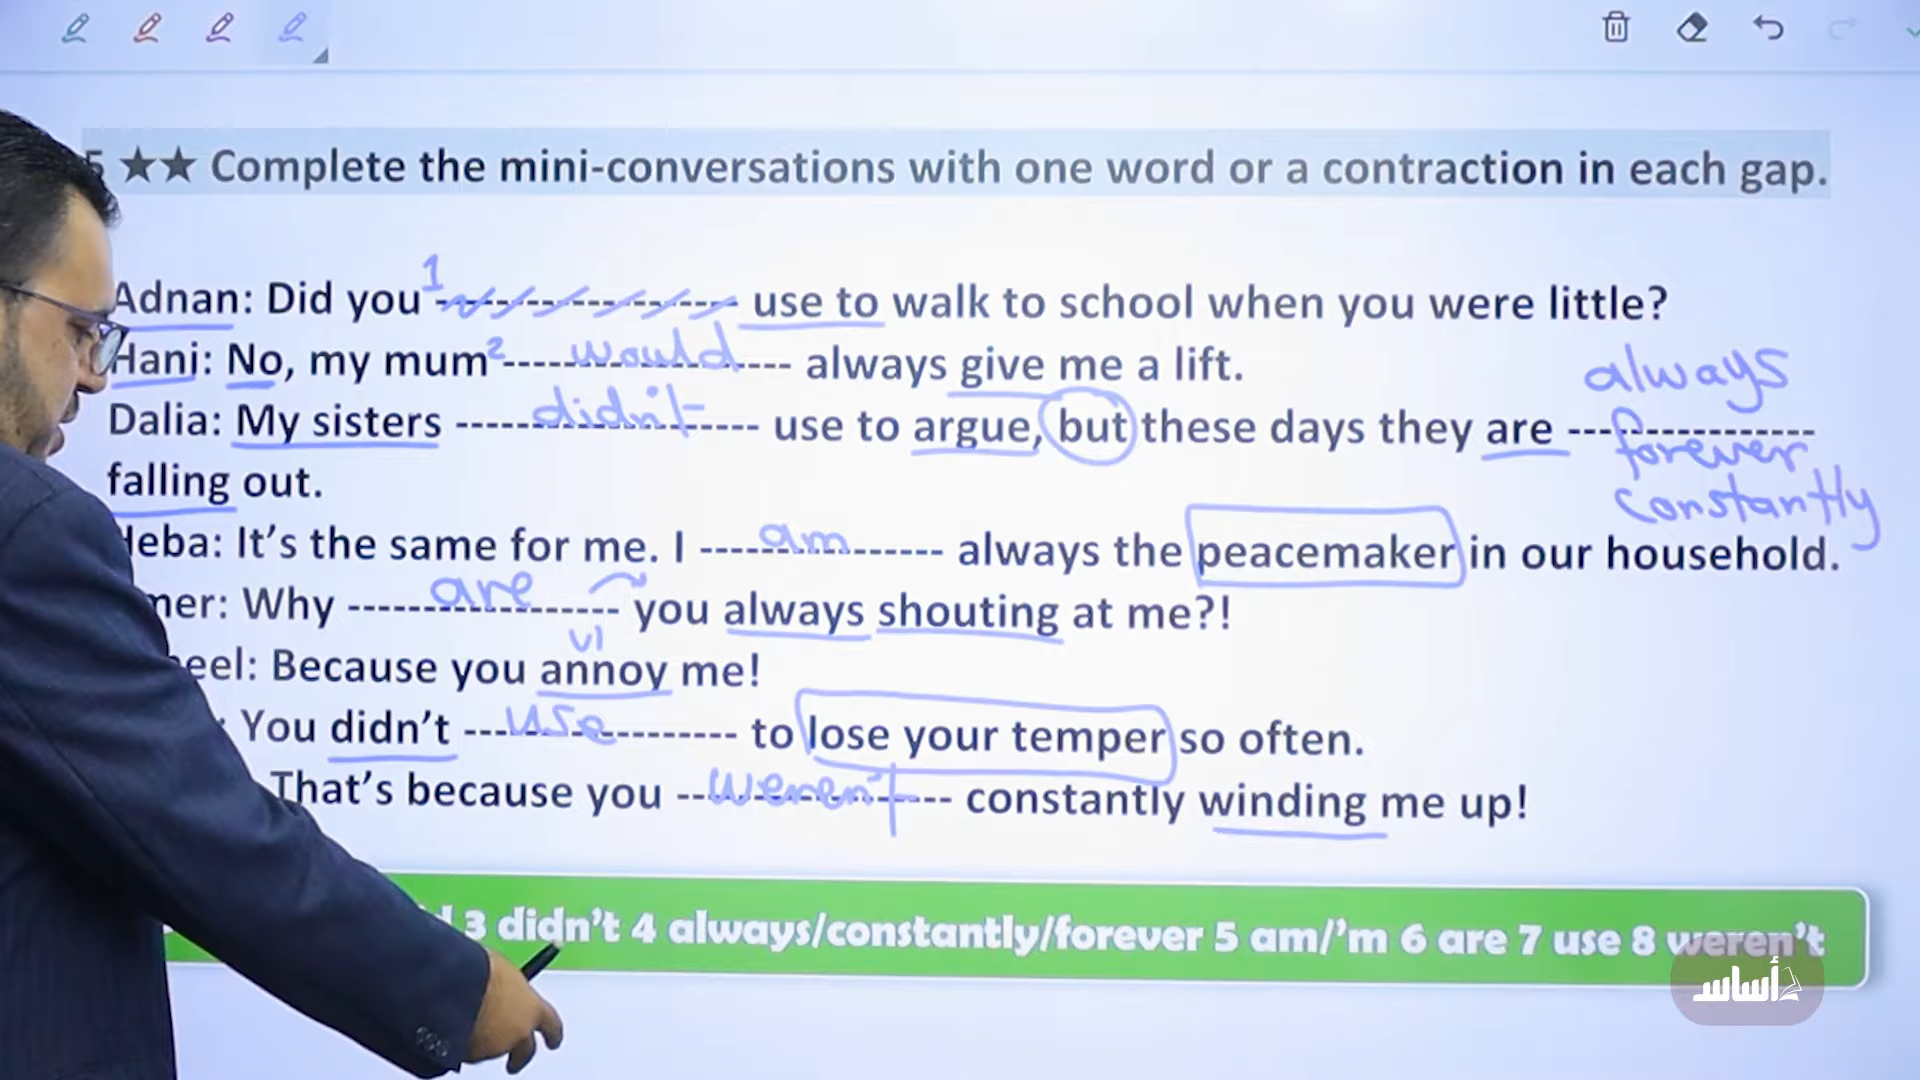 5 ★★ Complete the mini-conversations with one word or a contraction in each gap.
Adnan: Did you 1 ---------------- use to walk to school when you were little?
Hani: No, my mum 2 would always give me a lift.
always
Dalia: My sisters didn't use to argue, but these days they are ----------------
forever
falling out.
constantly
Heba: It's the same for me. I am always the peacemaker in our household.
mer: Why are you always shouting at me?!
v1
eel: Because you annoy me!
You didn't use to lose your temper so often.
That's because you weren't constantly winding me up!
3 didn't 4 always/constantly/forever 5 am/'m 6 are 7 use 8 weren't
أساس